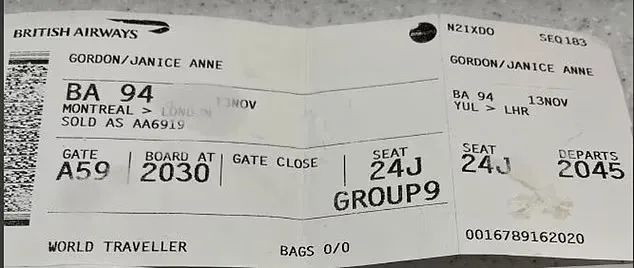 BRITISH AIRWAYS
GORDON/JANICE ANNE
BA 94 13NOV
MONTREAL > LONDON
SOLD AS AA6919
GATE BOARD AT GATE CLOSE SEAT
A59 2030 24J
GROUP9
WORLD TRAVELLER BAGS 0/0
N21XDO SEQ183
GORDON/JANICE ANNE
BA 94 13NOV
YUL > LHR
SEAT DEPARTS
24J 2045
0016789162020